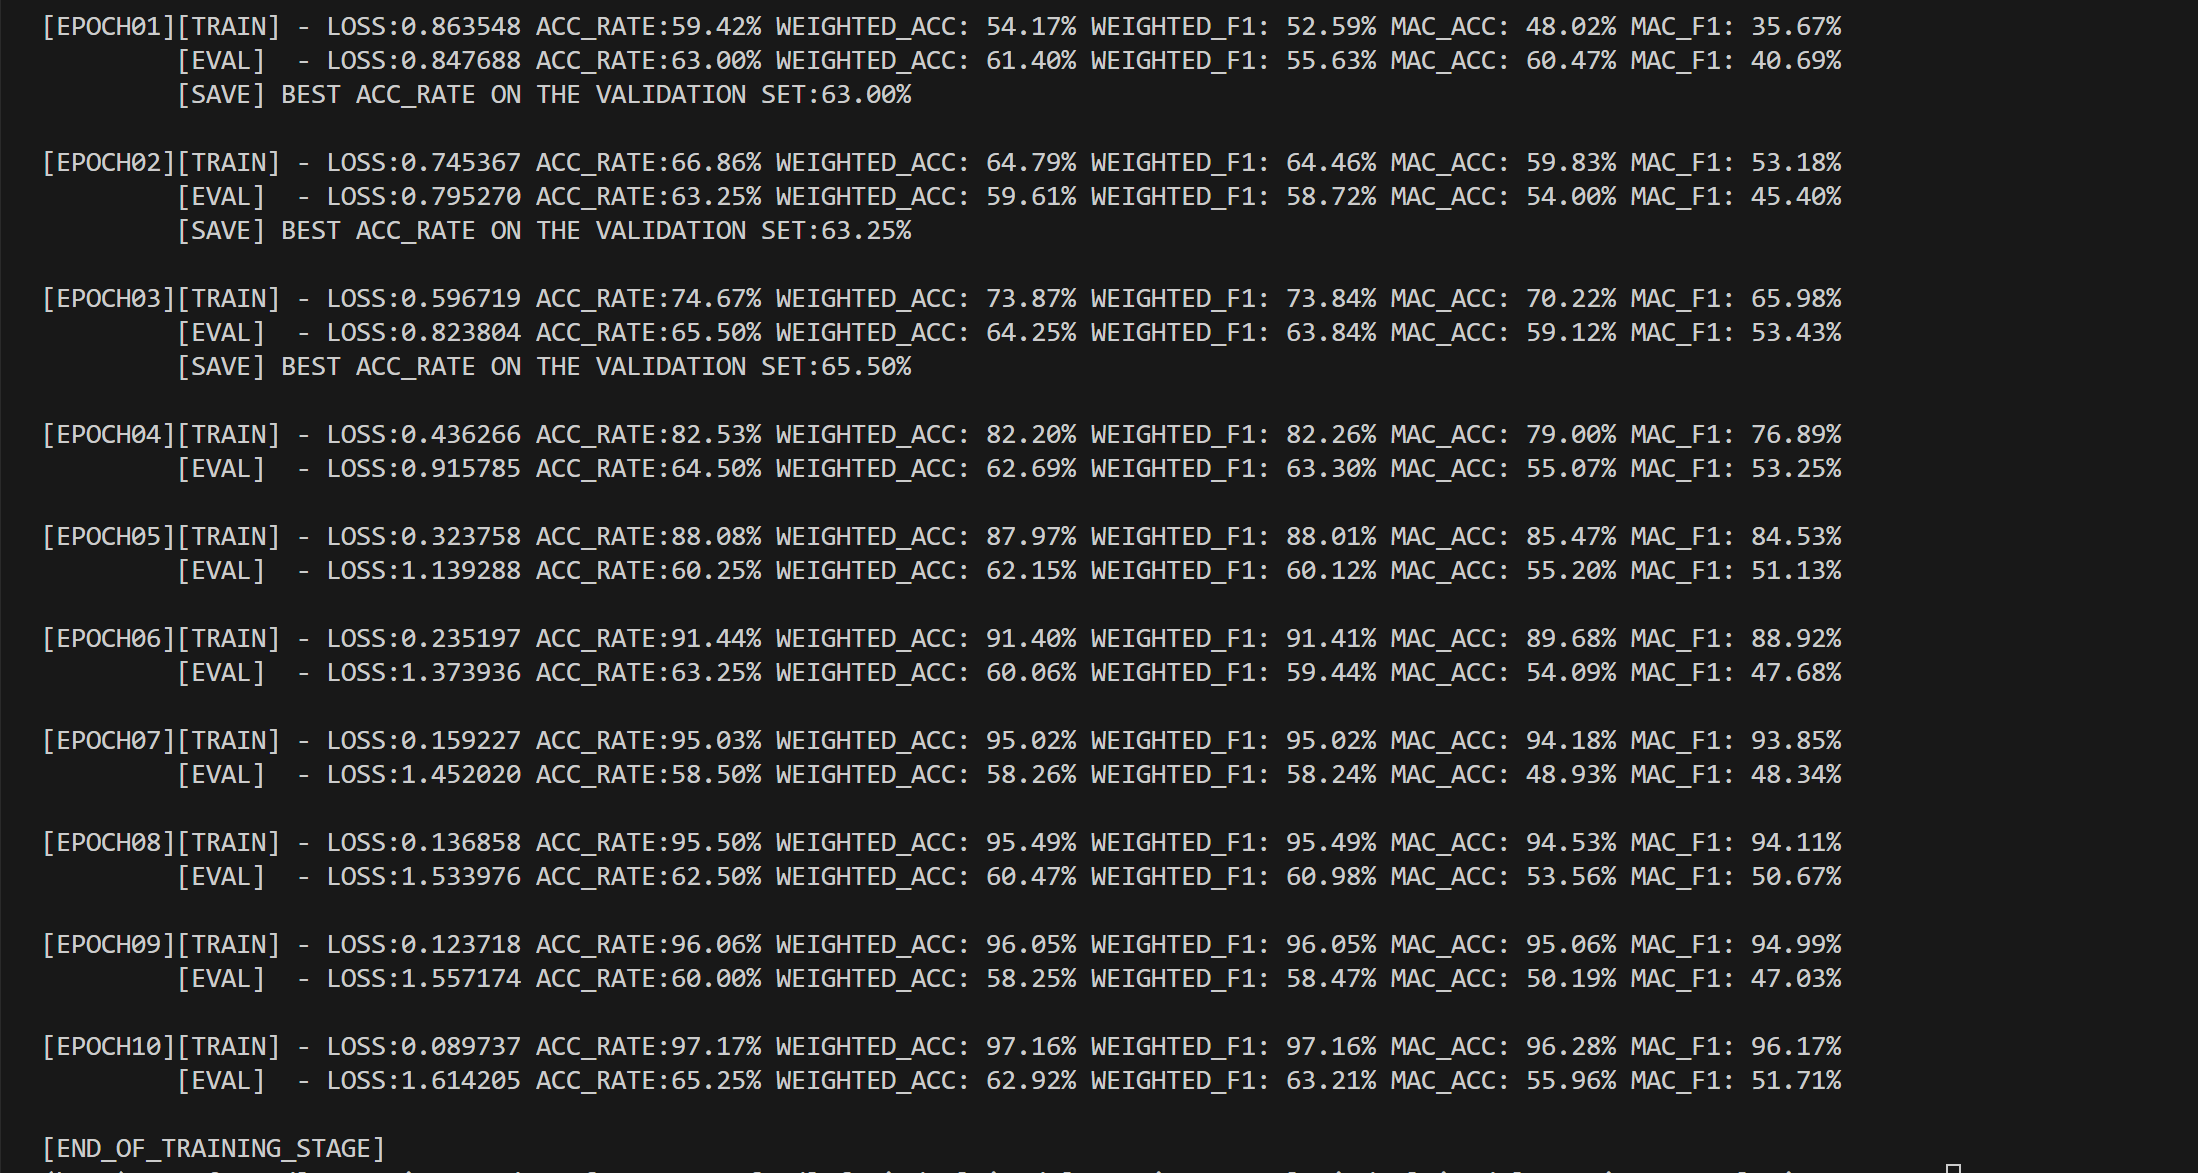 [EPOCH01][TRAIN] - LOSS:0.863548 ACC_RATE:59.42% WEIGHTED_ACC: 54.17% WEIGHTED_F1: 52.59% MAC_ACC: 48.02% MAC_F1: 35.67%
[EVAL]  - LOSS:0.847688 ACC_RATE:63.00% WEIGHTED_ACC: 61.40% WEIGHTED_F1: 55.63% MAC_ACC: 60.47% MAC_F1: 40.69%
[SAVE] BEST ACC_RATE ON THE VALIDATION SET:63.00%
[EPOCH02][TRAIN] - LOSS:0.745367 ACC_RATE:66.86% WEIGHTED_ACC: 64.79% WEIGHTED_F1: 64.46% MAC_ACC: 59.83% MAC_F1: 53.18%
[EVAL]  - LOSS:0.795270 ACC_RATE:63.25% WEIGHTED_ACC: 59.61% WEIGHTED_F1: 58.72% MAC_ACC: 54.00% MAC_F1: 45.40%
[SAVE] BEST ACC_RATE ON THE VALIDATION SET:63.25%
[EPOCH03][TRAIN] - LOSS:0.596719 ACC_RATE:74.67% WEIGHTED_ACC: 73.87% WEIGHTED_F1: 73.84% MAC_ACC: 70.22% MAC_F1: 65.98%
[EVAL]  - LOSS:0.823804 ACC_RATE:65.50% WEIGHTED_ACC: 64.25% WEIGHTED_F1: 63.84% MAC_ACC: 59.12% MAC_F1: 53.43%
[SAVE] BEST ACC_RATE ON THE VALIDATION SET:65.50%
[EPOCH04][TRAIN] - LOSS:0.436266 ACC_RATE:82.53% WEIGHTED_ACC: 82.20% WEIGHTED_F1: 82.26% MAC_ACC: 79.00% MAC_F1: 76.89%
[EVAL]  - LOSS:0.915785 ACC_RATE:64.50% WEIGHTED_ACC: 62.69% WEIGHTED_F1: 63.30% MAC_ACC: 55.07% MAC_F1: 53.25%
[EPOCH05][TRAIN] - LOSS:0.323758 ACC_RATE:88.08% WEIGHTED_ACC: 87.97% WEIGHTED_F1: 88.01% MAC_ACC: 85.47% MAC_F1: 84.53%
[EVAL]  - LOSS:1.139288 ACC_RATE:60.25% WEIGHTED_ACC: 62.15% WEIGHTED_F1: 60.12% MAC_ACC: 55.20% MAC_F1: 51.13%
[EPOCH06][TRAIN] - LOSS:0.235197 ACC_RATE:91.44% WEIGHTED_ACC: 91.40% WEIGHTED_F1: 91.41% MAC_ACC: 89.68% MAC_F1: 88.92%
[EVAL]  - LOSS:1.373936 ACC_RATE:63.25% WEIGHTED_ACC: 60.06% WEIGHTED_F1: 59.44% MAC_ACC: 54.09% MAC_F1: 47.68%
[EPOCH07][TRAIN] - LOSS:0.159227 ACC_RATE:95.03% WEIGHTED_ACC: 95.02% WEIGHTED_F1: 95.02% MAC_ACC: 94.18% MAC_F1: 93.85%
[EVAL]  - LOSS:1.452020 ACC_RATE:58.50% WEIGHTED_ACC: 58.26% WEIGHTED_F1: 58.24% MAC_ACC: 48.93% MAC_F1: 48.34%
[EPOCH08][TRAIN] - LOSS:0.136858 ACC_RATE:95.50% WEIGHTED_ACC: 95.49% WEIGHTED_F1: 95.49% MAC_ACC: 94.53% MAC_F1: 94.11%
[EVAL]  - LOSS:1.533976 ACC_RATE:62.50% WEIGHTED_ACC: 60.47% WEIGHTED_F1: 60.98% MAC_ACC: 53.56% MAC_F1: 50.67%
[EPOCH09][TRAIN] - LOSS:0.123718 ACC_RATE:96.06% WEIGHTED_ACC: 96.05% WEIGHTED_F1: 96.05% MAC_ACC: 95.06% MAC_F1: 94.99%
[EVAL]  - LOSS:1.557174 ACC_RATE:60.00% WEIGHTED_ACC: 58.25% WEIGHTED_F1: 58.47% MAC_ACC: 50.19% MAC_F1: 47.03%
[EPOCH10][TRAIN] - LOSS:0.089737 ACC_RATE:97.17% WEIGHTED_ACC: 97.16% WEIGHTED_F1: 97.16% MAC_ACC: 96.28% MAC_F1: 96.17%
[EVAL]  - LOSS:1.614205 ACC_RATE:65.25% WEIGHTED_ACC: 62.92% WEIGHTED_F1: 63.21% MAC_ACC: 55.96% MAC_F1: 51.71%
[END_OF_TRAINING_STAGE]